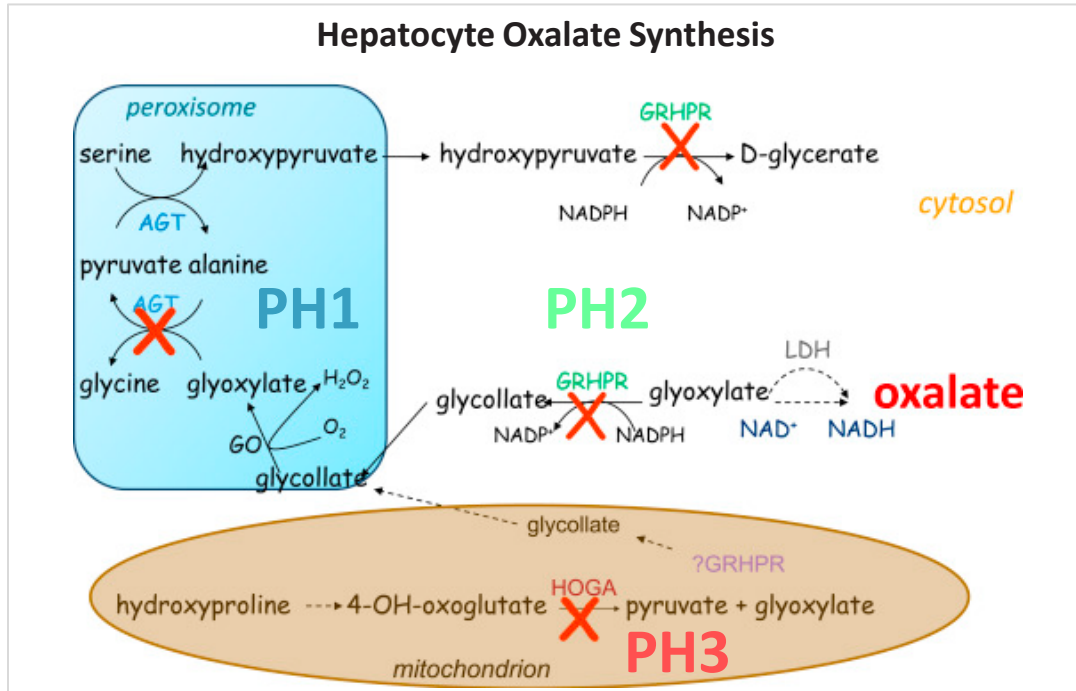 Hepatocyte Oxalate Synthesis
peroxisome
serine hydroxypyruvate
AGT
pyruvate alanine
AGT
glycine glyoxylate
H₂O₂
O₂
GO
glycollate
PH1
GRHPR
hydroxypyruvate D-glycerate
NADPH NADP⁺
cytosol
PH2
LDH
GRHPR
glycollate glyoxylate oxalate
NADP⁺ NADPH NAD⁺ NADH
glycollate
?GRHPR
HOGA
hydroxyproline 4-OH-oxoglutate pyruvate + glyoxylate
PH3
mitochondrion